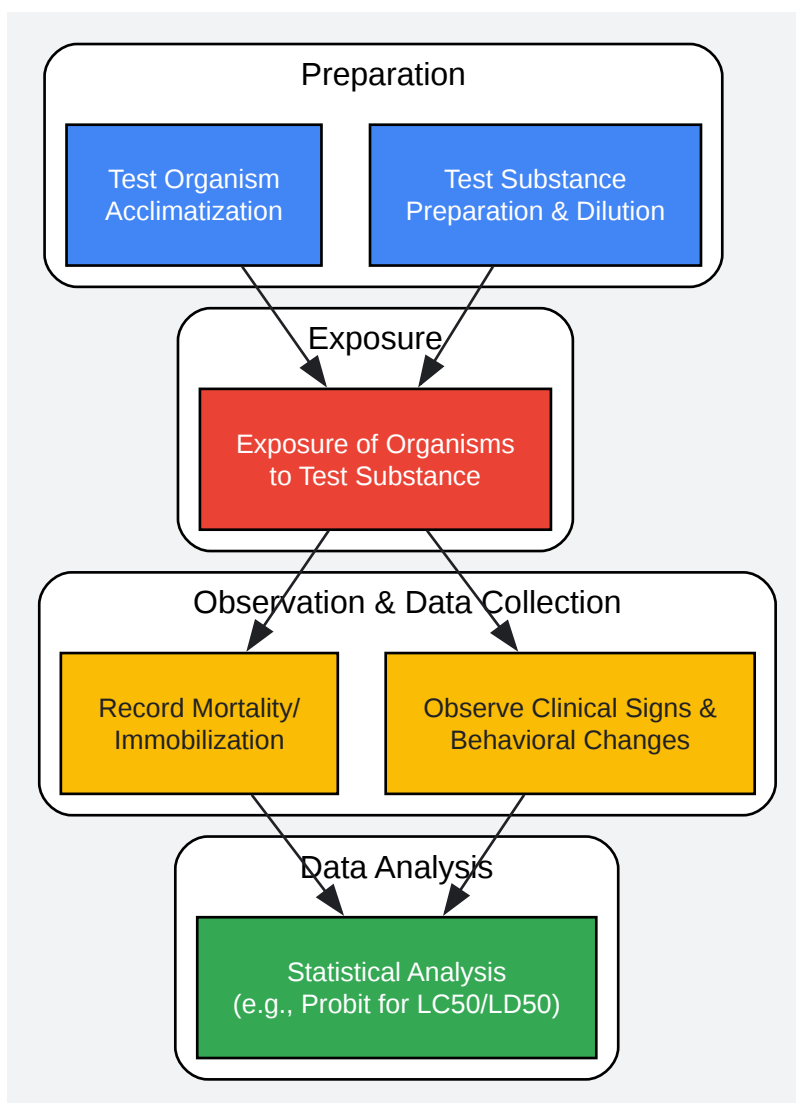 Preparation
Test Organism
Acclimatization
Test Substance
Preparation & Dilution
Exposure
Exposure of Organisms
to Test Substance
Observation & Data Collection
Record Mortality/
Immobilization
Observe Clinical Signs &
Behavioral Changes
Data Analysis
Statistical Analysis
(e.g., Probit for LC50/LD50)